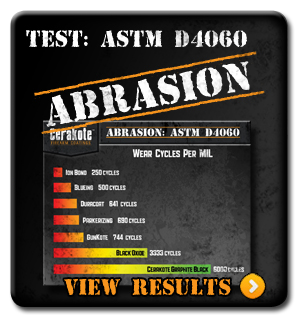 TEST: ASTM D4060
ABRASION
Cerakote
ABRASION: ASTM D4060
WEAR CYCLES PER MIL
ION BOND 250 CYCLES
BLUEING 500 CYCLES
DURACOAT 641 CYCLES
PARKERIZING 690 CYCLES
GUNKOTE 744 CYCLES
BLACK OXIDE 3333 CYCLES
CERAKOTE GRAPHITE BLACK 6000 CYCLES
VIEW RESULTS